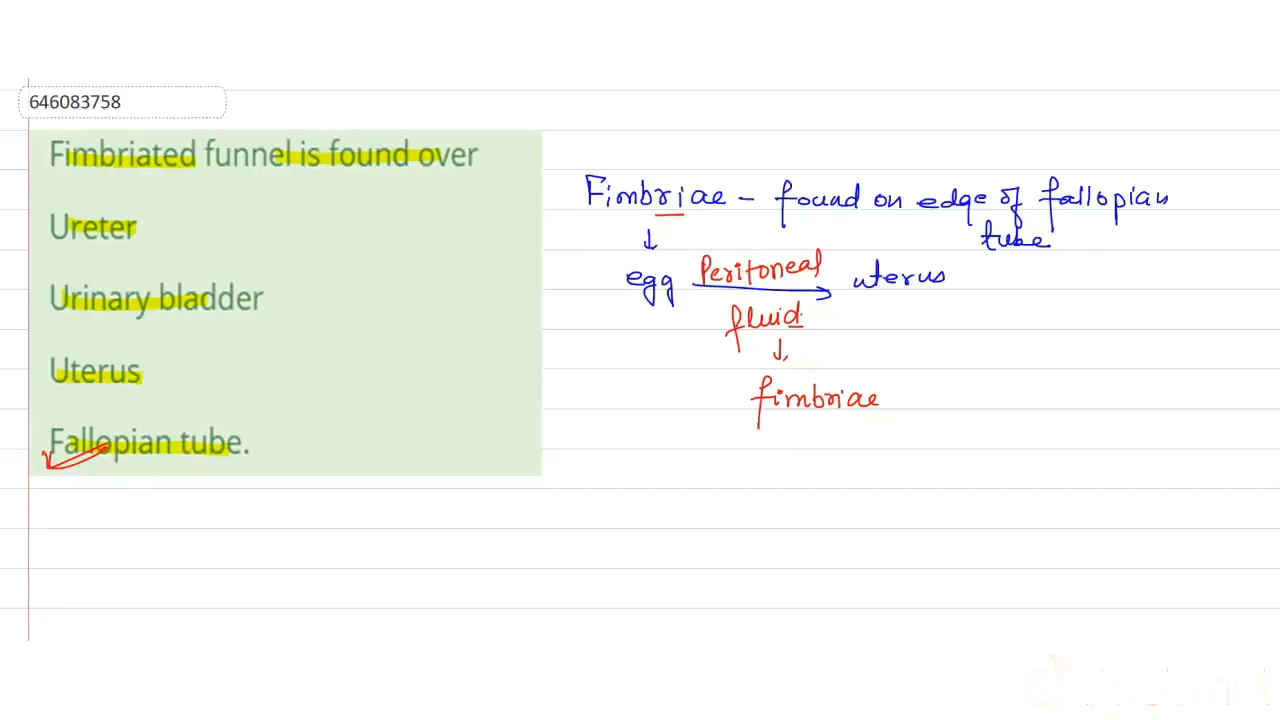 646083758
Fimbriated funnel is found over
Ureter
Urinary bladder
Uterus
Fallopian tube.
Fimbriae - found on edge of fallopian
tube
↓
egg Peritoneal → uterus
fluid
↓
fimbriae